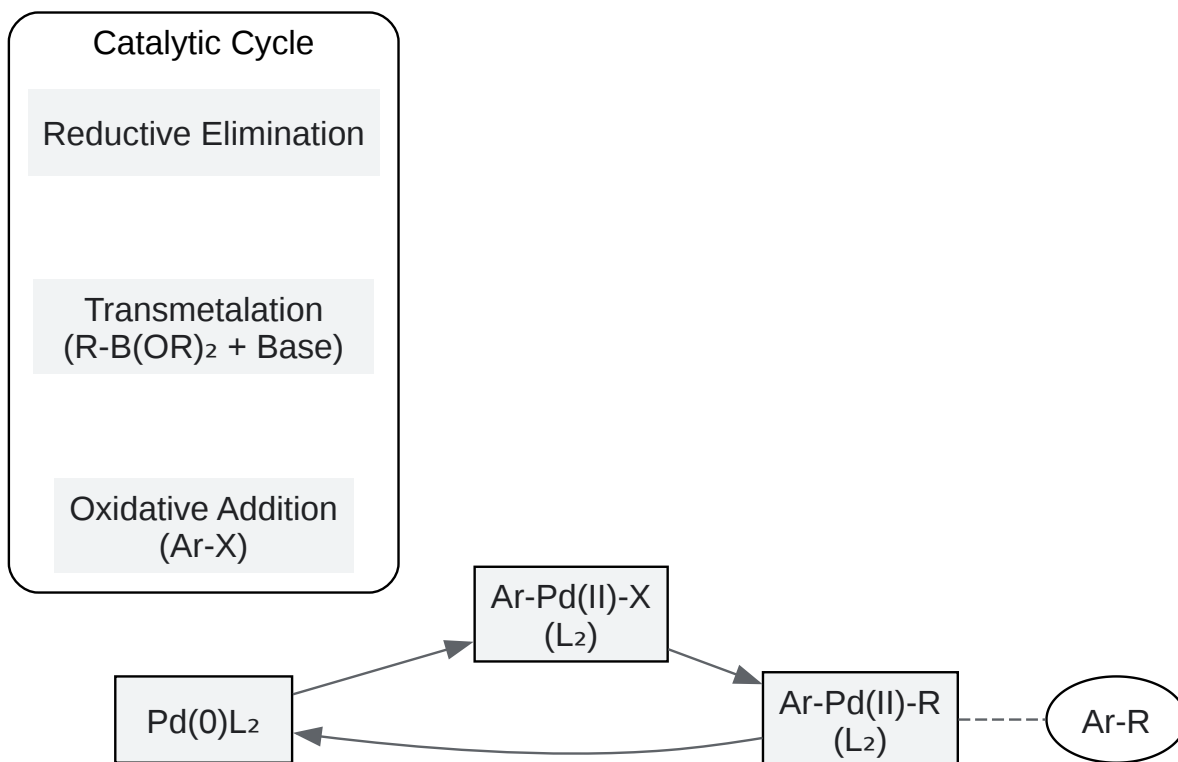 Catalytic Cycle
Reductive Elimination
Transmetalation
(R-B(OR)₂ + Base)
Oxidative Addition
(Ar-X)
Ar-Pd(II)-X
(L₂)
Pd(0)L₂
Ar-Pd(II)-R
(L₂)
Ar-R